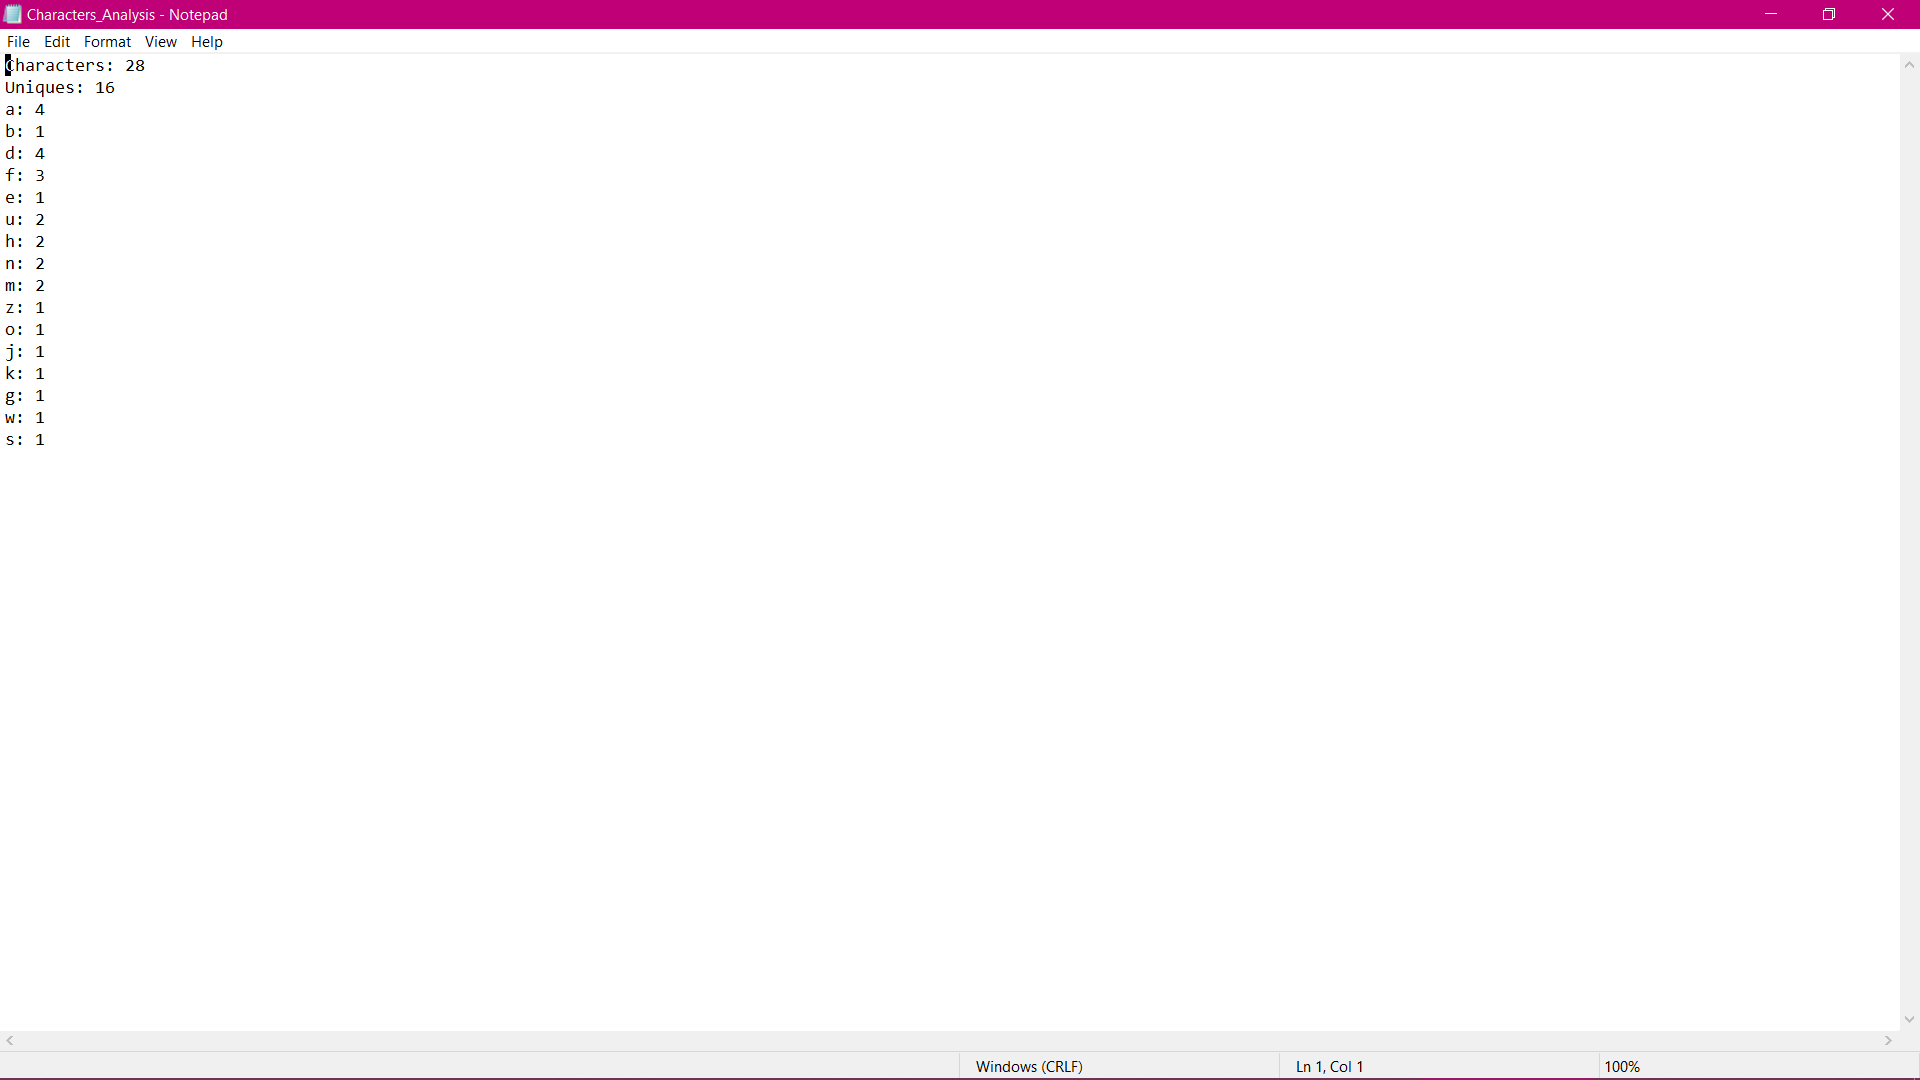 Characters_Analysis - Notepad
File Edit Format View Help
Characters: 28
Uniques: 16
a: 4
b: 1
d: 4
f: 3
e: 1
u: 2
h: 2
n: 2
m: 2
z: 1
o: 1
j: 1
k: 1
g: 1
w: 1
s: 1
Windows (CRLF) Ln 1, Col 1 100%